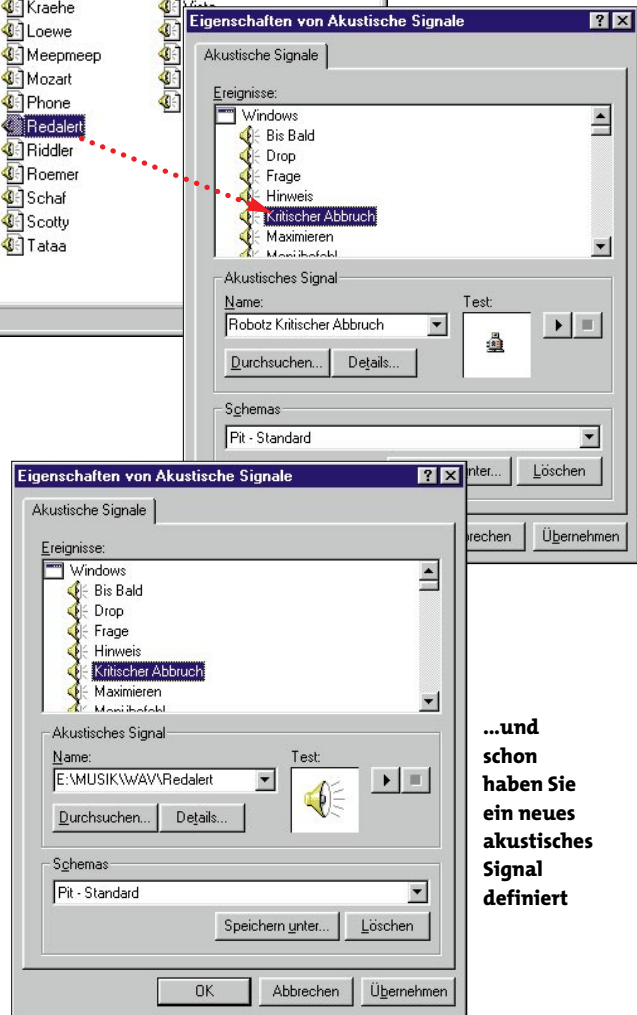 Kraehe
Loewe
Meepmeep
Mozart
Phone
Redalert
Riddler
Roemer
Schaf
Scotty
Tataa
Eigenschaften von Akustische Signale
Akustische Signale
Ereignisse:
Windows
Bis Bald
Drop
Frage
Hinweis
Kritischer Abbruch
Maximieren
Menübefehl
Akustisches Signal
Name:
Test:
Robotz Kritischer Abbruch
Durchsuchen...
Details...
Schemas
Pit - Standard
nter...
Löschen
rechen
Übernehmen
Eigenschaften von Akustische Signale
Akustische Signale
Ereignisse:
Windows
Bis Bald
Drop
Frage
Hinweis
Kritischer Abbruch
Maximieren
Menübefehl
Akustisches Signal
Name:
Test:
E:\MUSIK\WAV\Redalert
Durchsuchen...
Details...
Schemas
Pit - Standard
Speichern unter...
Löschen
OK
Abbrechen
Übernehmen
...und
schon
haben Sie
ein neues
akustisches
Signal
definiert